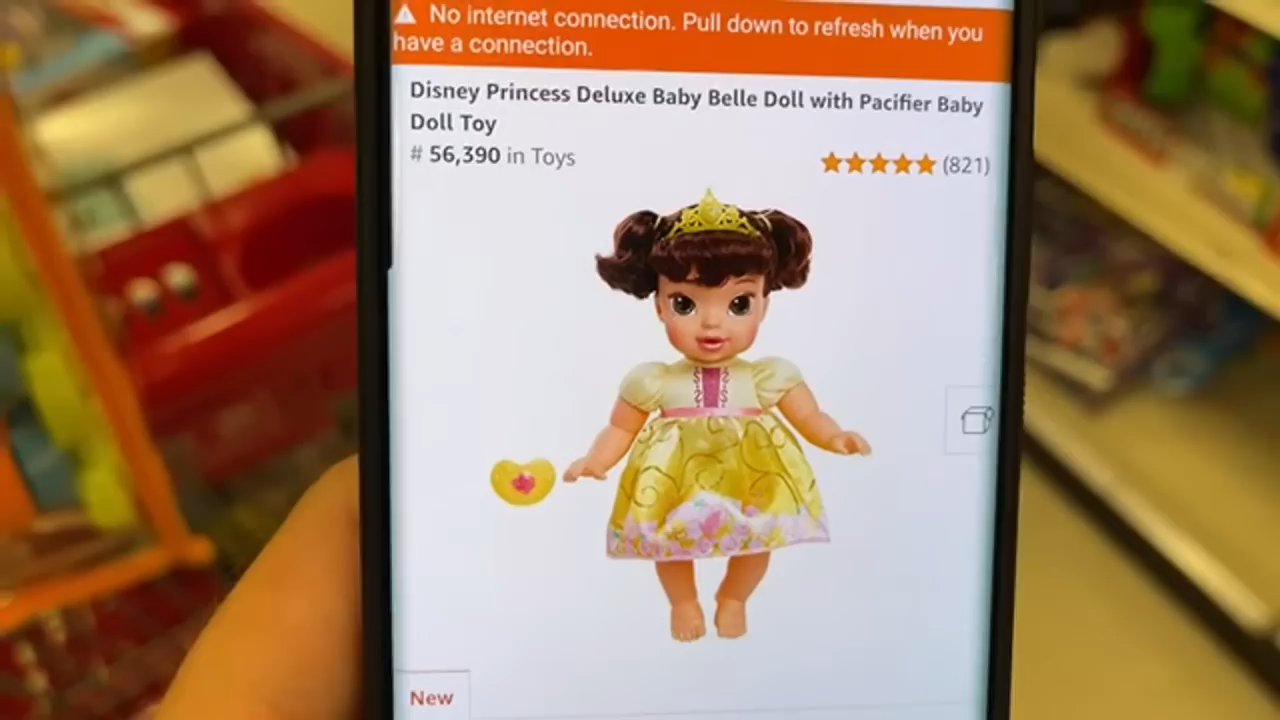 No internet connection. Pull down to refresh when you
have a connection.
Disney Princess Deluxe Baby Belle Doll with Pacifier Baby
Doll Toy
# 56,390 in Toys
(821)
New